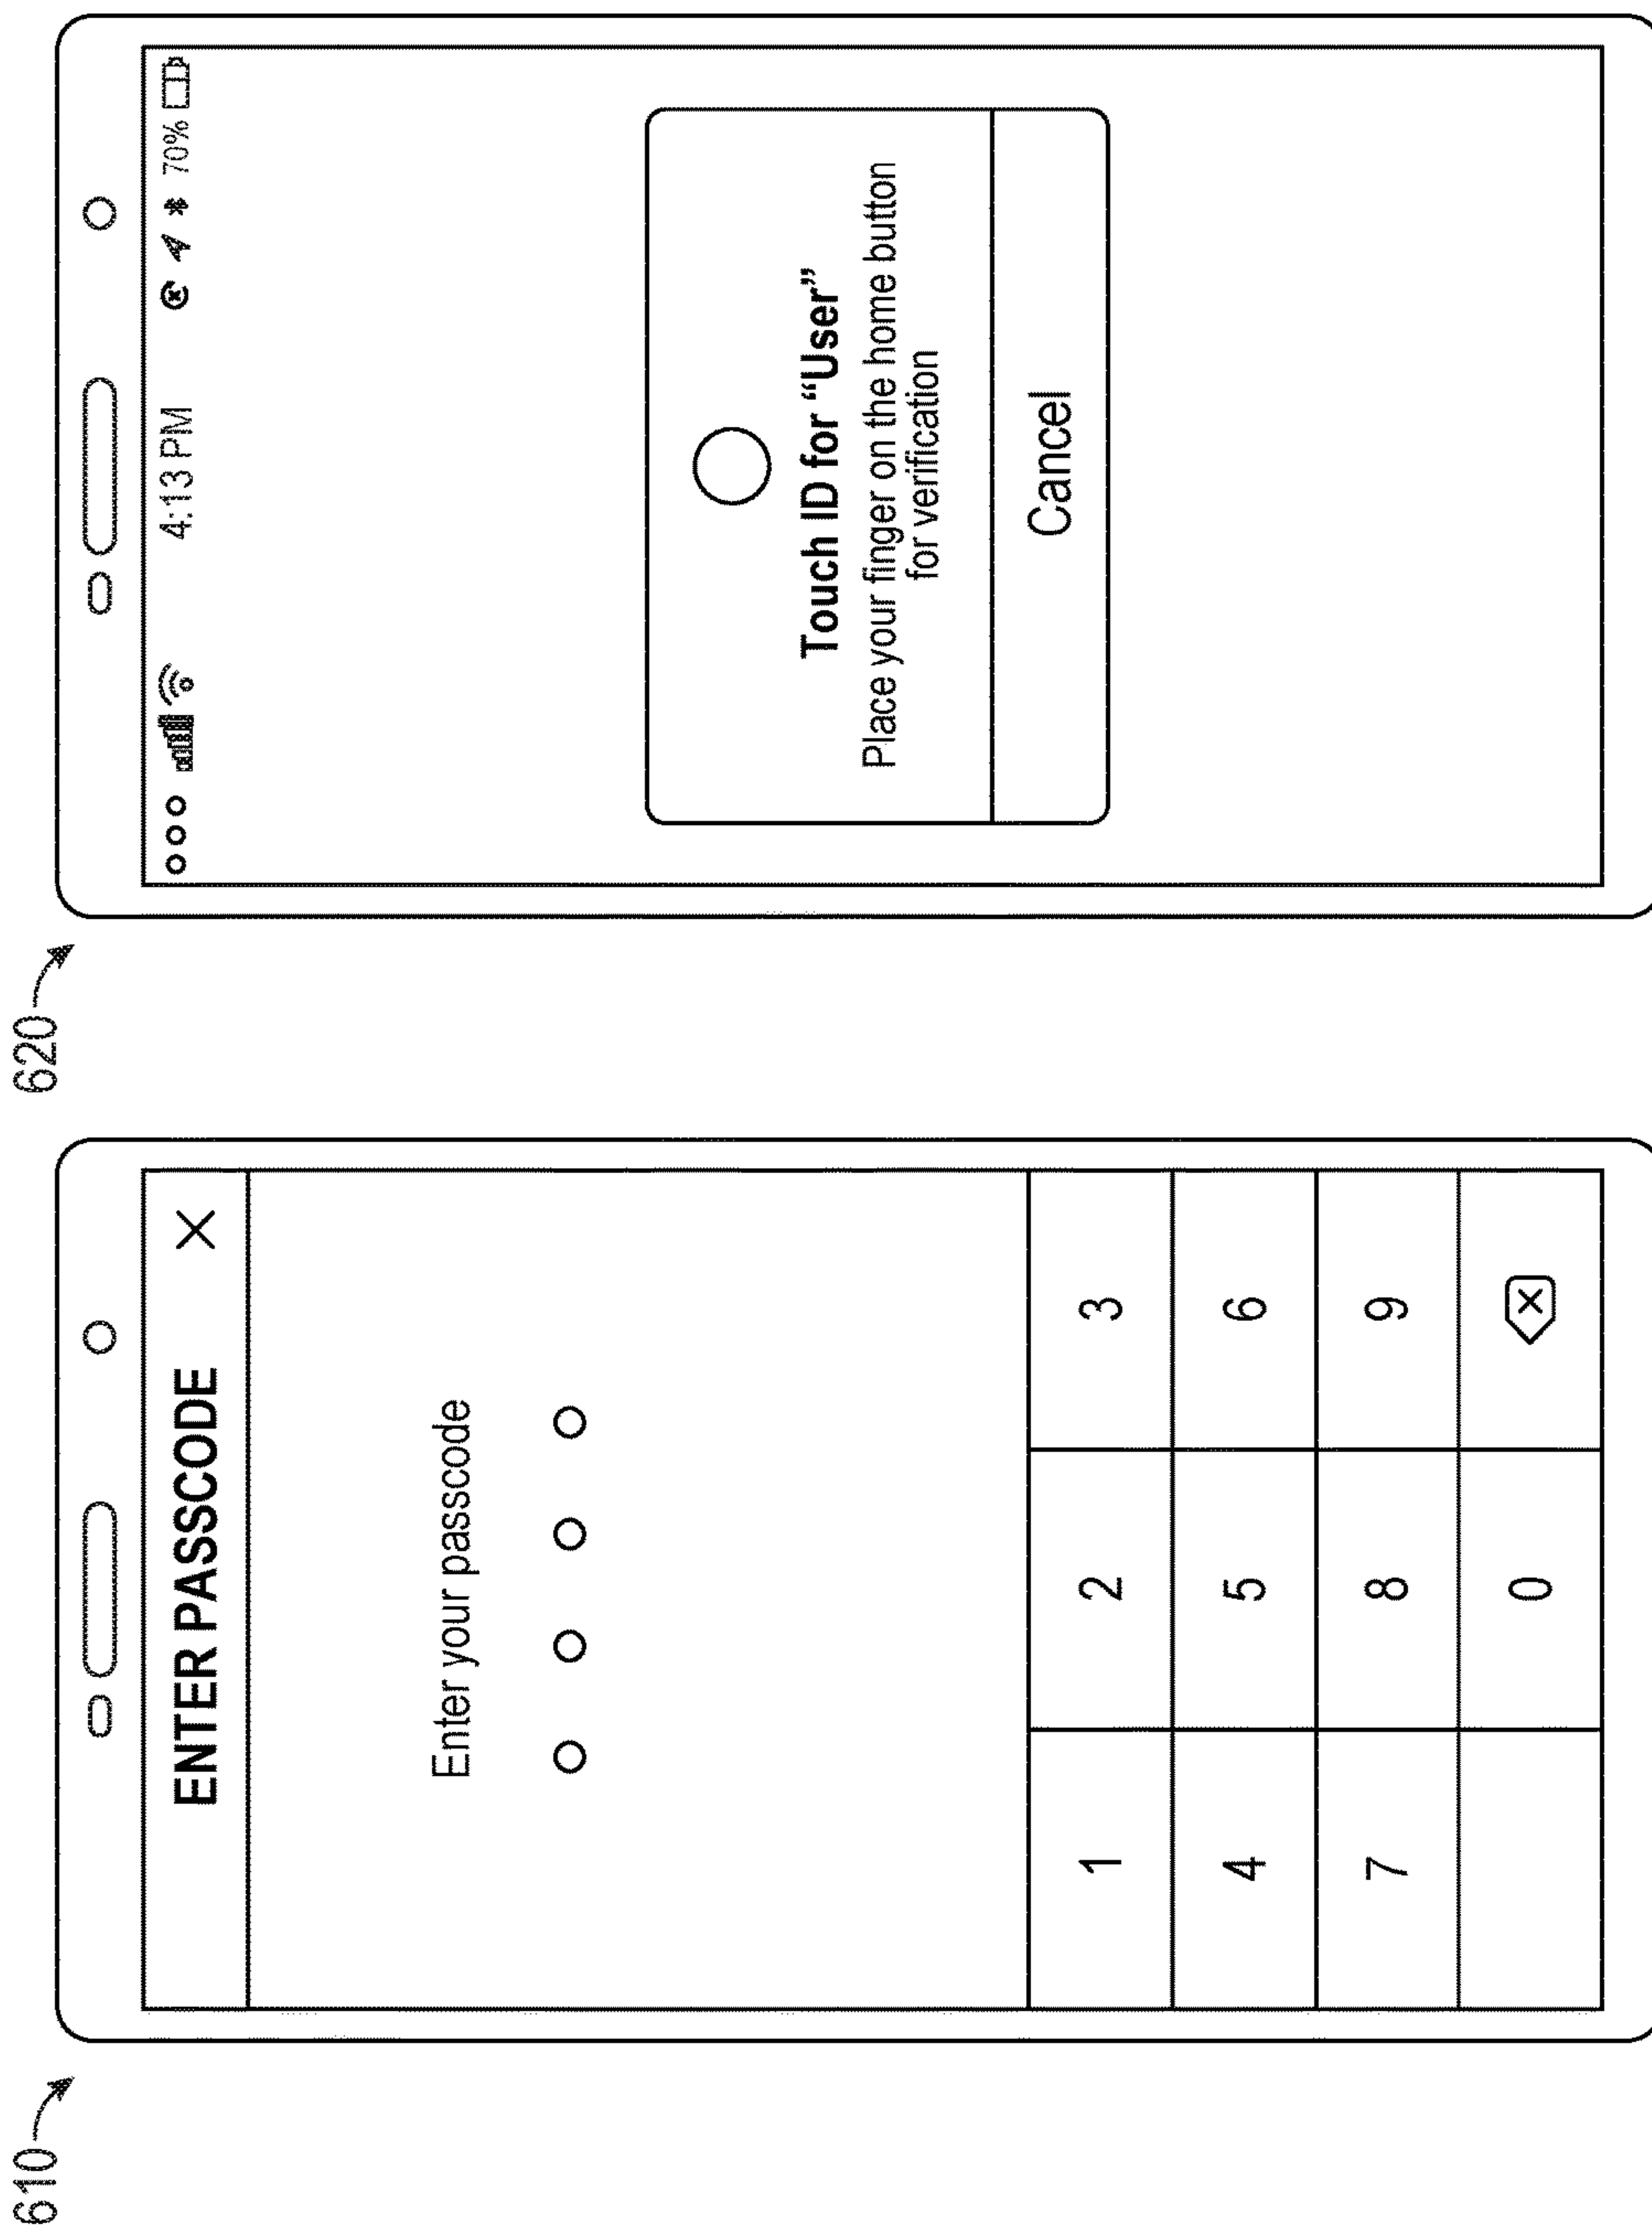 610
ENTER PASSCODE
Enter your passcode
1 2 3
4 5 6
7 8 9
0
620
4:13 PM 70%
Touch ID for “User”
Place your finger on the home button
for verification
Cancel